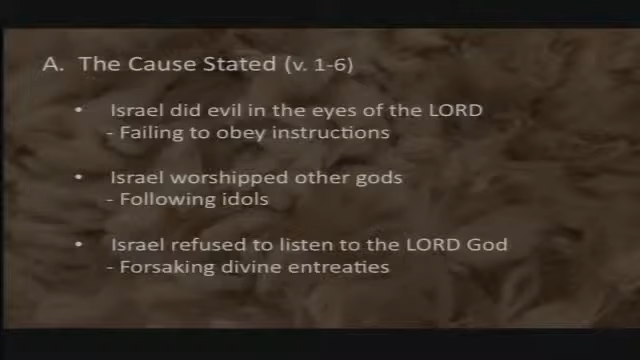 A. The Cause Stated (v. 1-6)
• Israel did evil in the eyes of the LORD
- Failing to obey instructions
• Israel worshipped other gods
- Following idols
• Israel refused to listen to the LORD God
- Forsaking divine entreaties